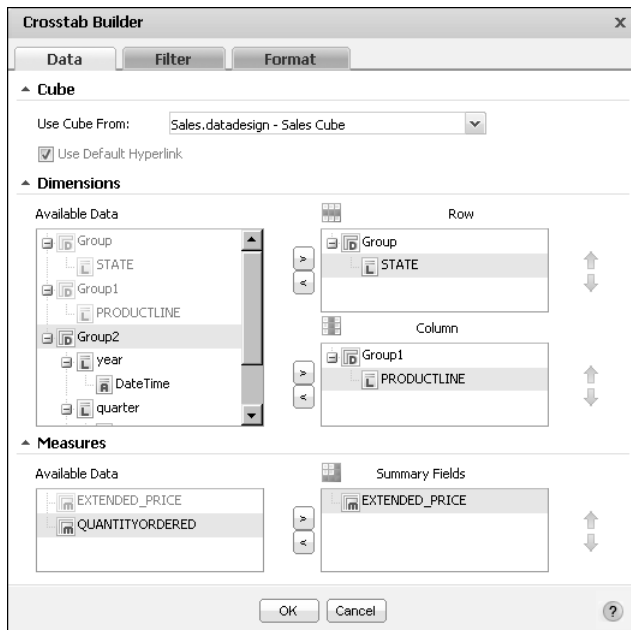 Crosstab Builder x
Data Filter Format
Cube
Use Cube From: Sales.datadesign - Sales Cube
Use Default Hyperlink
Dimensions
Available Data
Group
STATE
Group1
PRODUCTLINE
Group2
year
DateTime
quarter
> <
Row
Group
STATE
> <
Column
Group1
PRODUCTLINE
Measures
Available Data
EXTENDED_PRICE
QUANTITYORDERED
> <
Summary Fields
EXTENDED_PRICE
OK Cancel ?